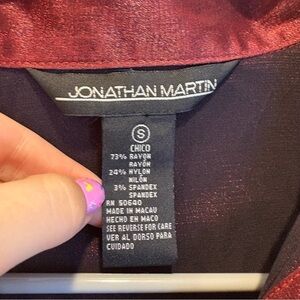 JONATHAN MARTIN
S
CHICO
73% RAYON
RAYÓN
24% NYLON
NILÓN
3% SPANDEX
SPANDEX
RN 50640
MADE IN MACAU
HECHO EN MACO
SEE REVERSE FOR CARE
VER AL DORSO PARA
CUIDADO